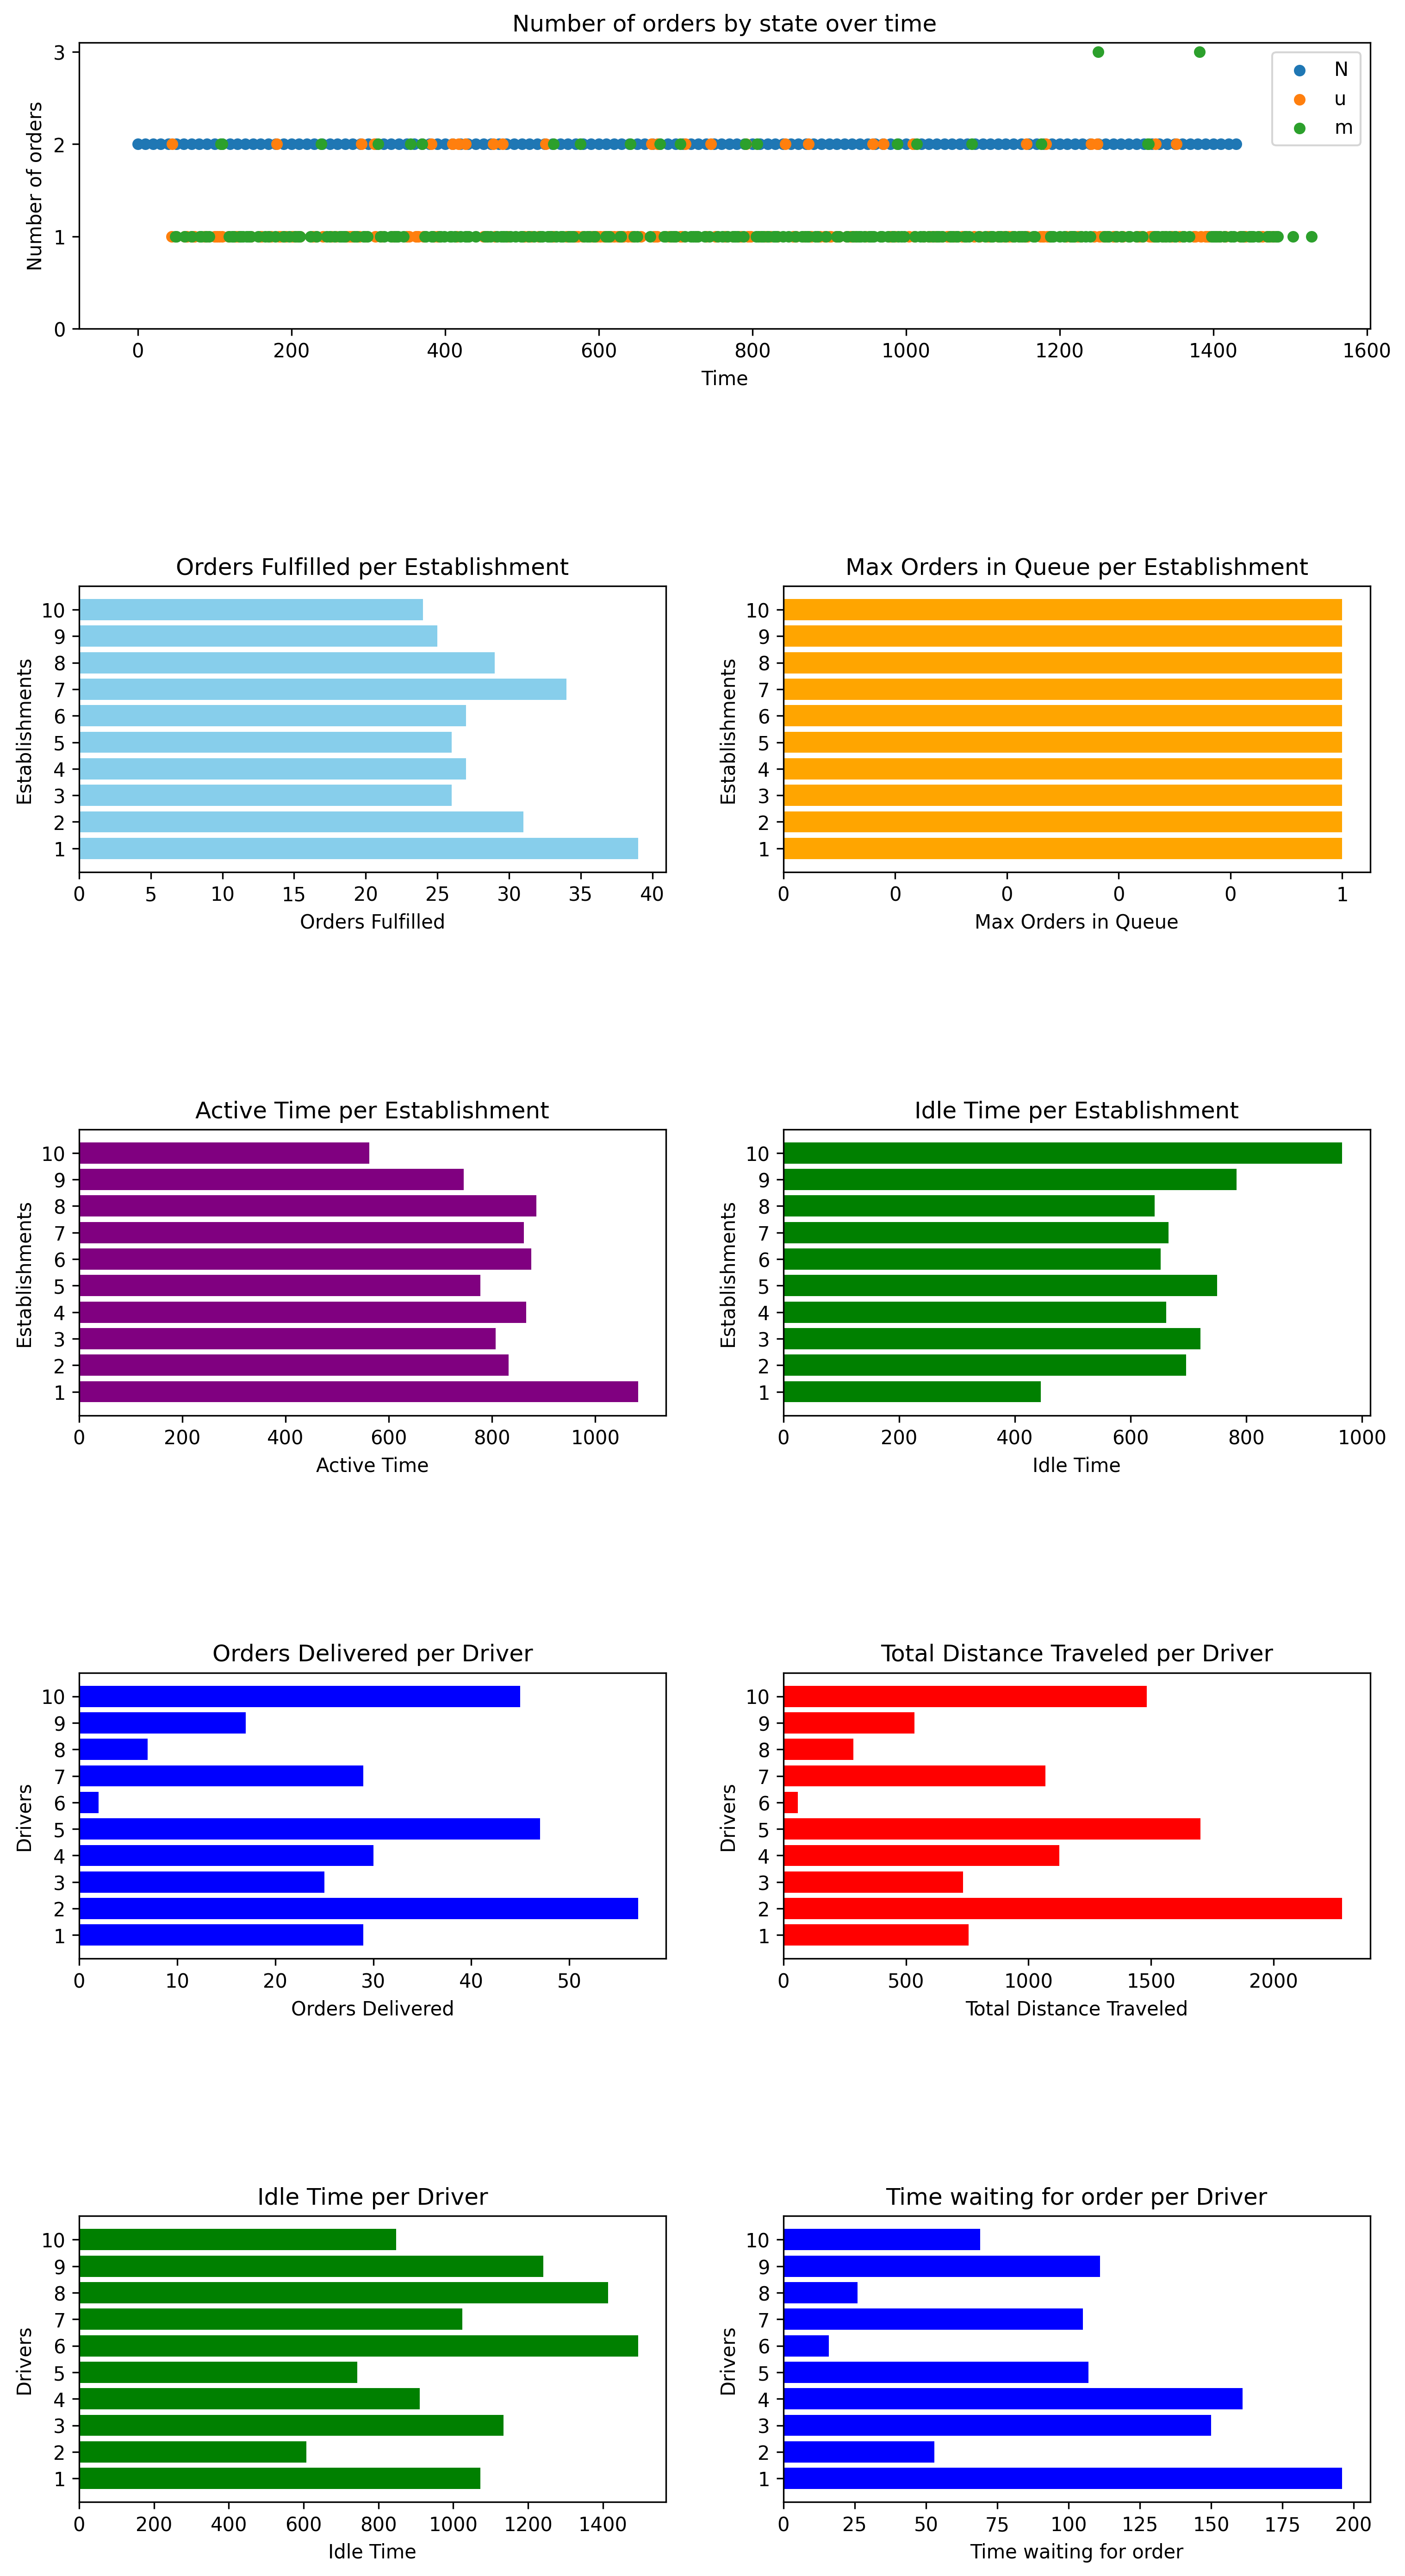 Number of orders by state over time
3
2
1
0
Number of orders
N
u
m
0 200 400 600 800 1000 1200 1400 1600
Time
Orders Fulfilled per Establishment
10
9
8
7
6
5
4
3
2
1
Establishments
0 5 10 15 20 25 30 35 40
Orders Fulfilled
Max Orders in Queue per Establishment
10
9
8
7
6
5
4
3
2
1
Establishments
0 0 0 0 0 1
Max Orders in Queue
Active Time per Establishment
10
9
8
7
6
5
4
3
2
1
Establishments
0 200 400 600 800 1000
Active Time
Idle Time per Establishment
10
9
8
7
6
5
4
3
2
1
Establishments
0 200 400 600 800 1000
Idle Time
Orders Delivered per Driver
10
9
8
7
6
5
4
3
2
1
Drivers
0 10 20 30 40 50
Orders Delivered
Total Distance Traveled per Driver
10
9
8
7
6
5
4
3
2
1
Drivers
0 500 1000 1500 2000
Total Distance Traveled
Idle Time per Driver
10
9
8
7
6
5
4
3
2
1
Drivers
0 200 400 600 800 1000 1200 1400
Idle Time
Time waiting for order per Driver
10
9
8
7
6
5
4
3
2
1
Drivers
0 25 50 75 100 125 150 175 200
Time waiting for order